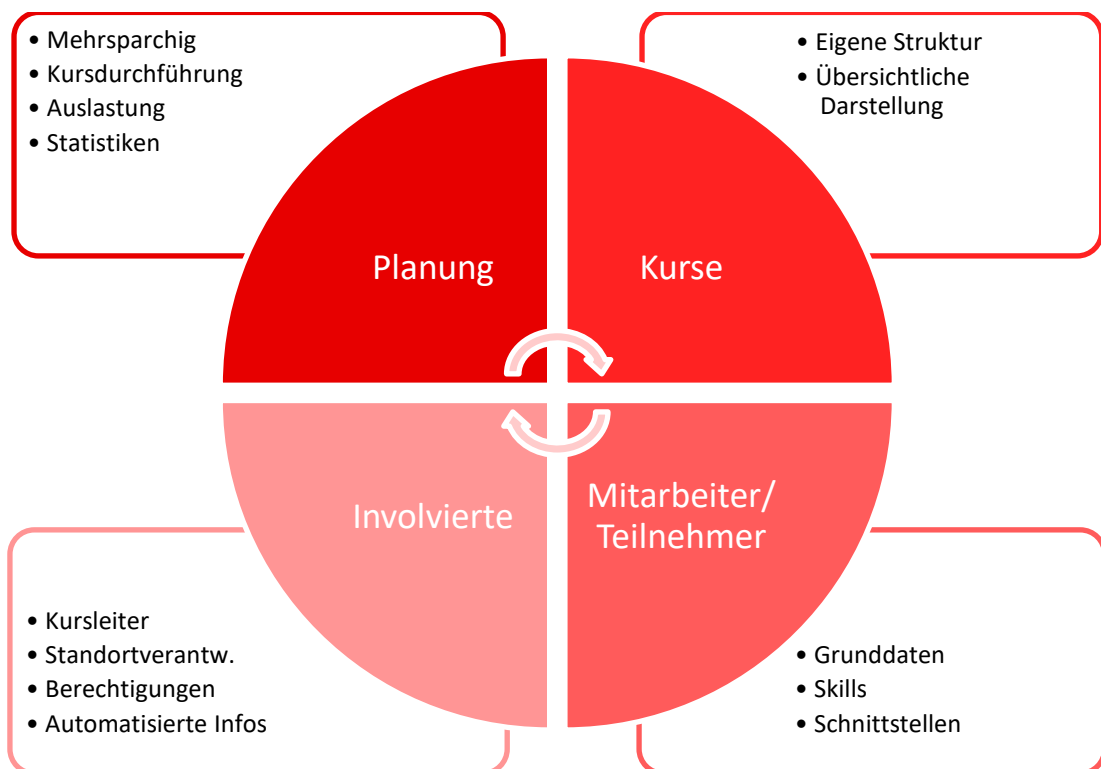 • Mehrsparchig
• Kursdurchführung
• Auslastung
• Statistiken
• Eigene Struktur
• Übersichtliche
Darstellung
Planung
Kurse
Involvierte
Mitarbeiter/
Teilnehmer
• Kursleiter
• Standortverantw.
• Berechtigungen
• Automatisierte Infos
• Grunddaten
• Skills
• Schnittstellen